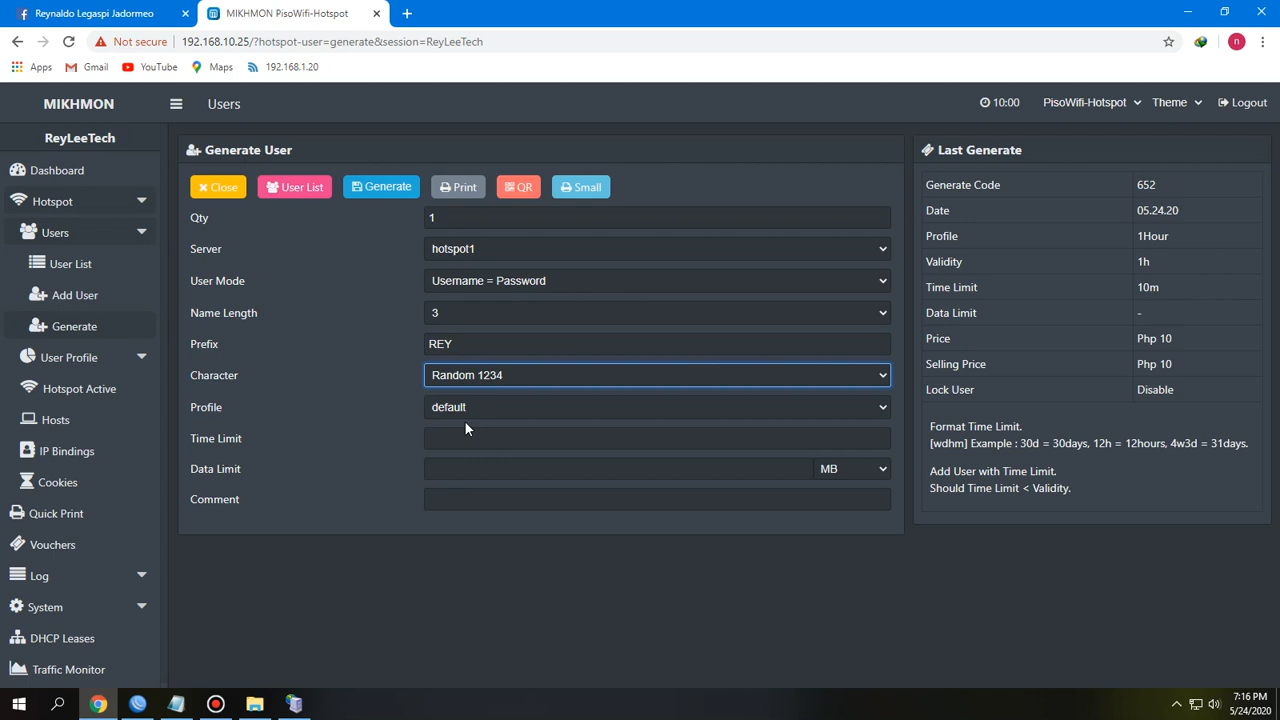 Reynaldo Legaspi Jadormeo
MIKHMON PisoWifi-Hotspot
Not secure 192.168.10.25/?hotspot-user=generate&session=ReyLeeTech
n
Apps Gmail YouTube Maps 192.168.1.20
MIKHMON Users 10:00 PisoWifi-Hotspot Theme Logout
ReyLeeTech
Dashboard
Hotspot
Users
User List
Add User
Generate
User Profile
Hotspot Active
Hosts
IP Bindings
Cookies
Quick Print
Vouchers
Log
System
DHCP Leases
Traffic Monitor
Generate User
Close User List Generate Print QR Small
Qty 1
Server hotspot1
User Mode Username = Password
Name Length 3
Prefix REY
Character Random 1234
Profile default
Time Limit
Data Limit MB
Comment
Last Generate
Generate Code 652
Date 05.24.20
Profile 1Hour
Validity 1h
Time Limit 10m
Data Limit -
Price Php 10
Selling Price Php 10
Lock User Disable
Format Time Limit.
[wdhm] Example : 30d = 30days, 12h = 12hours, 4w3d = 31days.
Add User with Time Limit.
Should Time Limit < Validity.
7:16 PM
5/24/2020